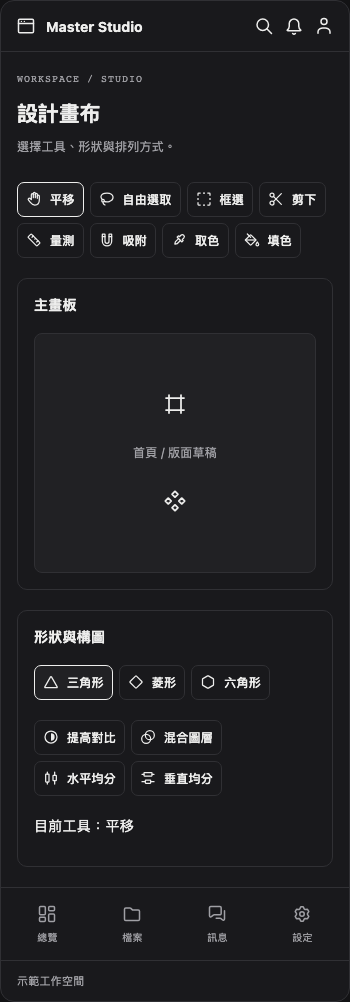 Master Studio
WORKSPACE / STUDIO
設計畫布
選擇工具、形狀與排列方式。
平移
自由選取
框選
剪下
量測
吸附
取色
填色
主畫板
首頁 / 版面草稿
形狀與構圖
三角形
菱形
六角形
提高對比
混合圖層
水平均分
垂直均分
目前工具：平移
總覽
檔案
訊息
設定
示範工作空間